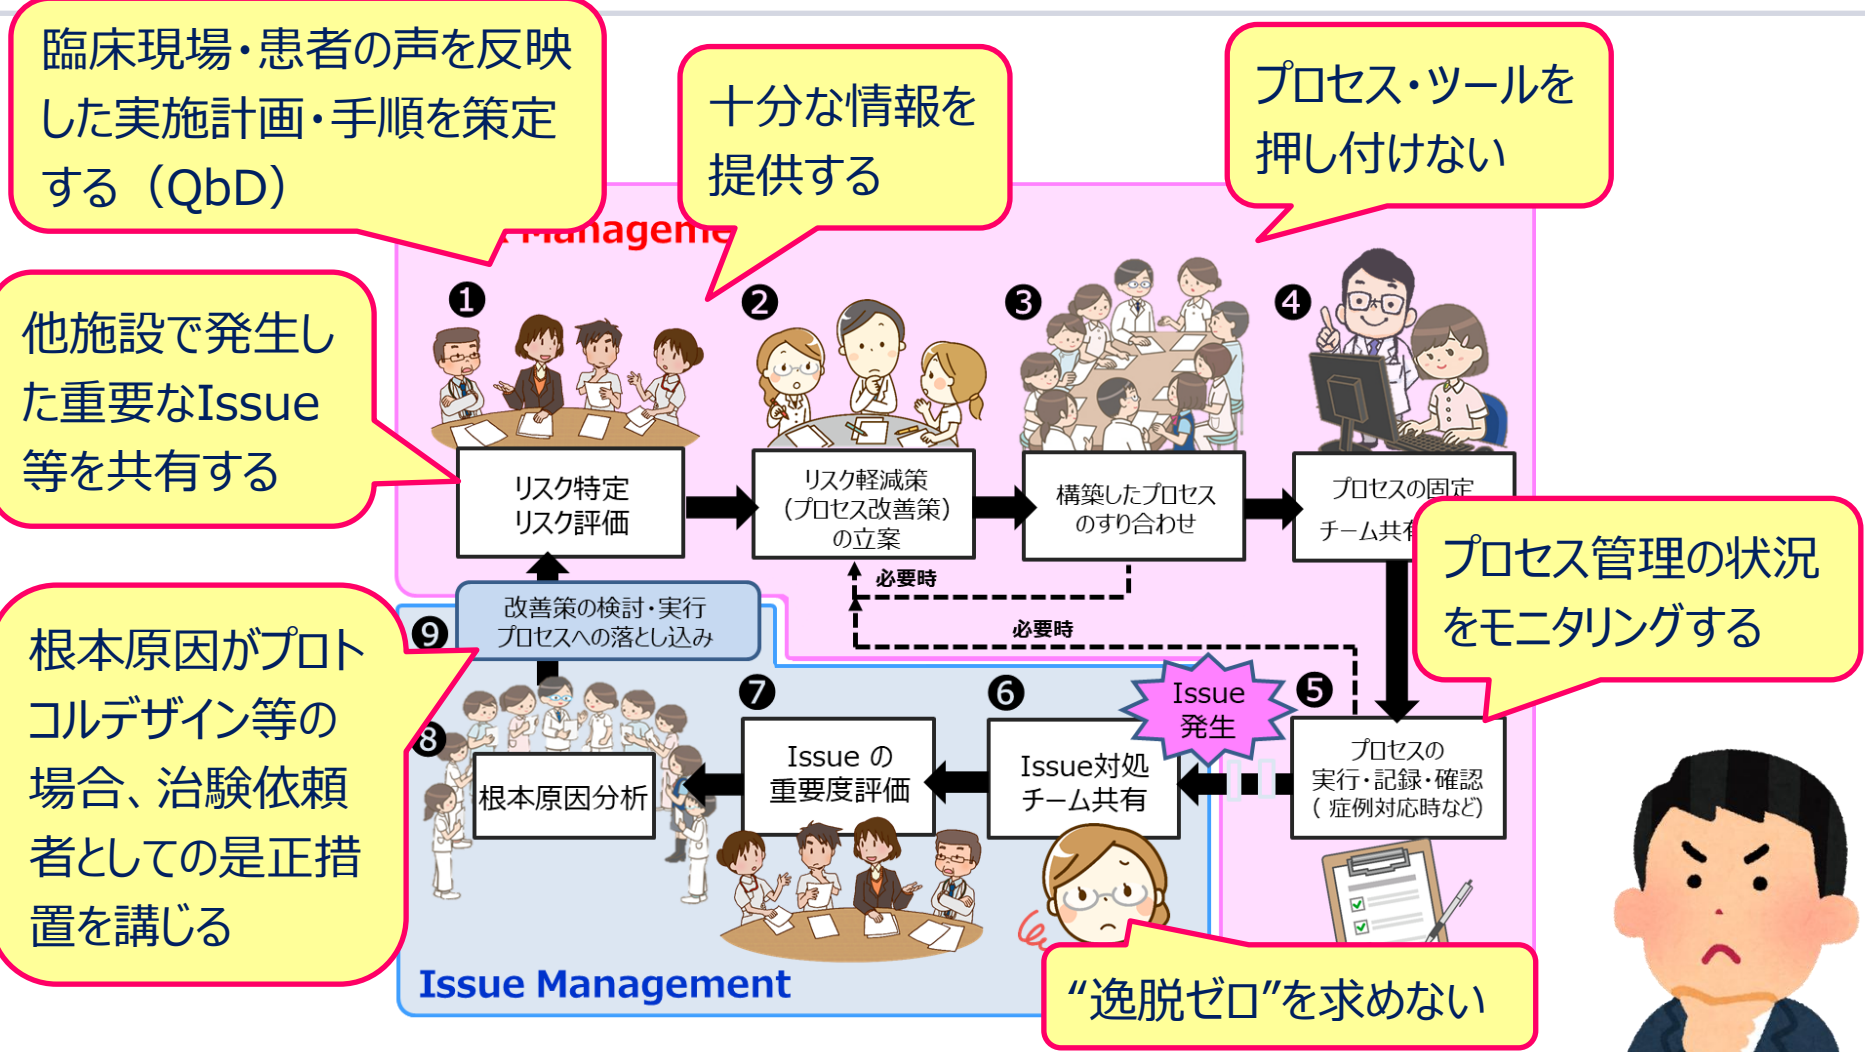 臨床現場・患者の声を反映
した実施計画・手順を策定
する（QbD）
十分な情報を
提供する
プロセス・ツールを
押し付けない
Manageme
他施設で発生し
た重要なIssue
等を共有する
❶
❷
❸
❹
リスク特定
リスク評価
リスク軽減策
（プロセス改善策）
の立案
構築したプロセス
のすり合わせ
プロセスの固定
チーム共
プロセス管理の状況
をモニタリングする
必要時
必要時
❾
改善策の検討・実行
プロセスへの落とし込み
根本原因がプロト
コルデザイン等の
場合、治験依頼
者としての是正措
置を講じる
❽
根本原因分析
❼
Issue の
重要度評価
❻
Issue対処
チーム共有
Issue
発生
❺
プロセスの
実行・記録・確認
（ 症例対応時など）
Issue Management
“逸脱ゼロ”を求めない